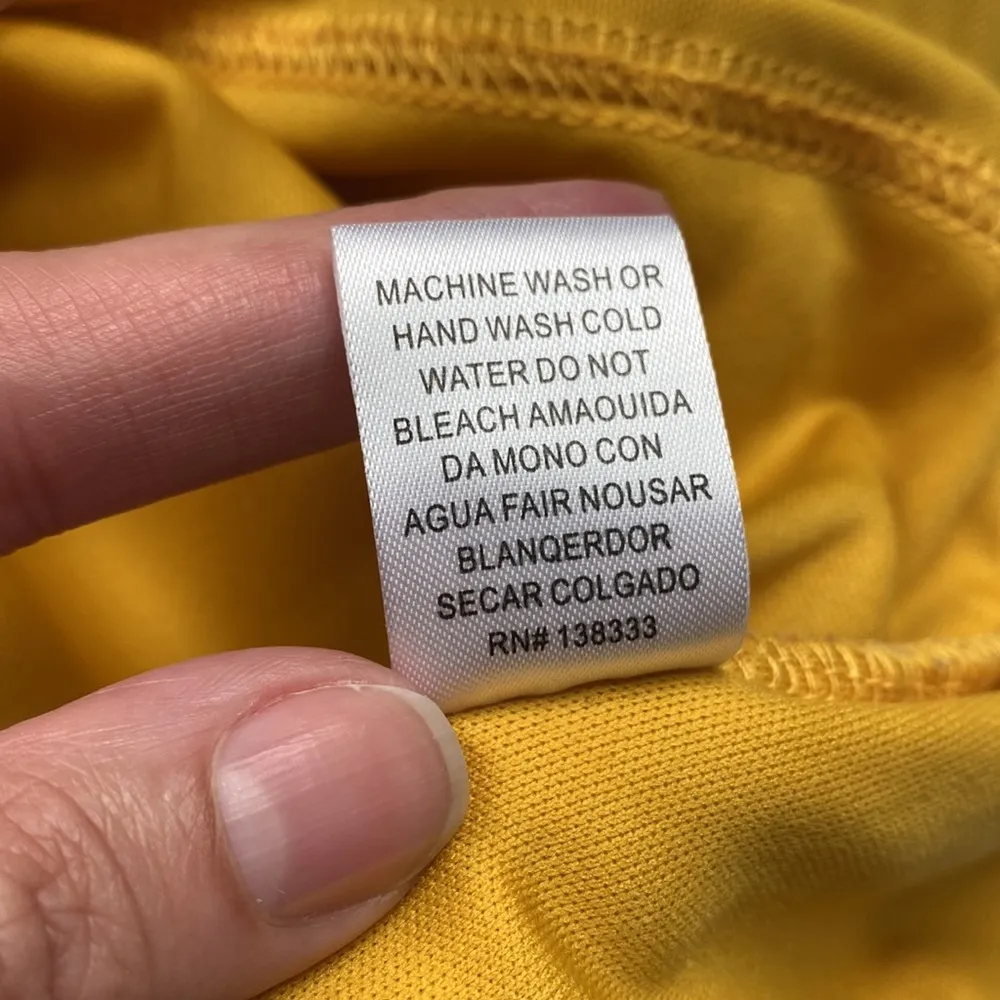 MACHINE WASH OR
HAND WASH COLD
WATER DO NOT
BLEACH AMAOUIDA
DA MONO CON
AGUA FAIR NOUSAR
BLANQERDOR
SECAR COLGADO
RN# 138333